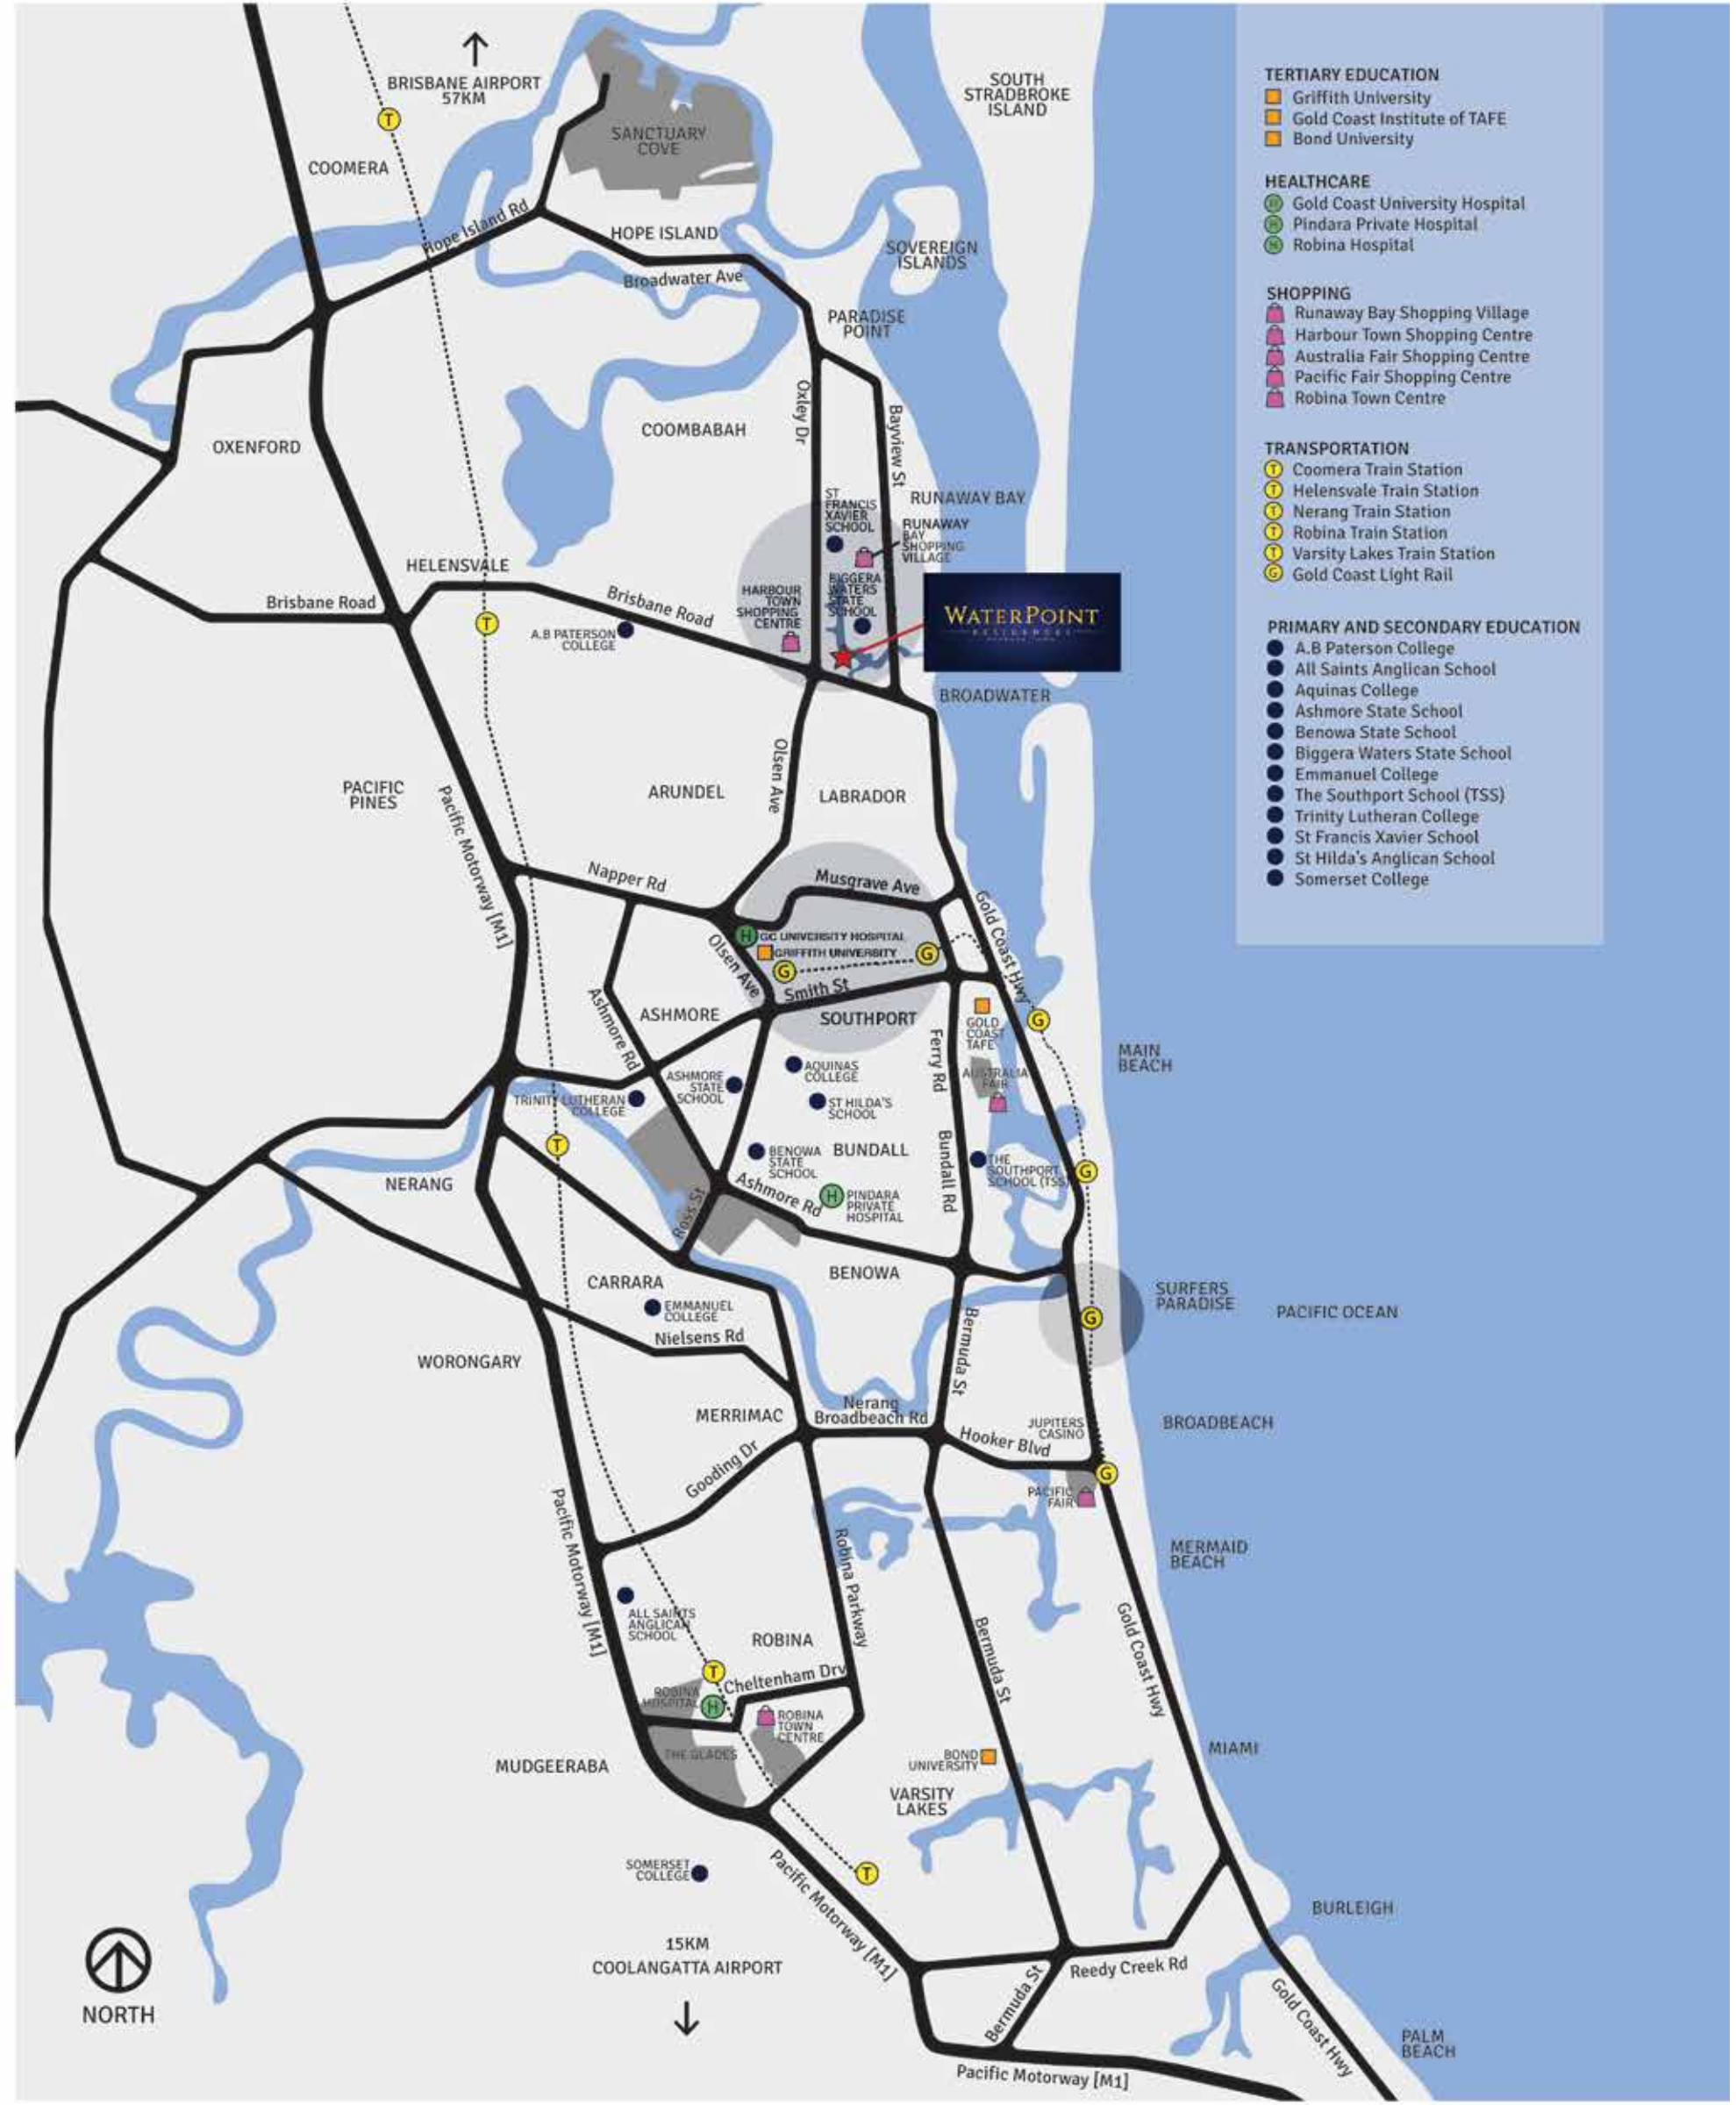 BRISBANE AIRPORT
57KM
T
COOMERA
SANCTUARY
COVE
SOUTH
STRADBROKE
ISLAND
Hope Island Rd
HOPE ISLAND
Broadwater Ave
SOVEREIGN
ISLANDS
PARADISE
POINT
Oxley Dr
Bayview St
OXENFORD
COOMBABAH
RUNAWAY BAY
ST
FRANCIS
XAVIER
SCHOOL
RUNAWAY
BAY
SHOPPING
VILLAGE
HELENSVALE
Brisbane Road
Brisbane Road
T
A.B PATERSON
COLLEGE
HARBOUR
TOWN
SHOPPING
CENTRE
BIGGERA
WATERS
STATE
SCHOOL
WATERPOINT
RESIDENCES
BROADWATER
PACIFIC
PINES
Pacific Motorway [M1]
ARUNDEL
Olsen Ave
LABRADOR
Napper Rd
Musgrave Ave
Gold Coast Hwy
H
GC UNIVERSITY HOSPITAL
GRIFFITH UNIVERSITY
G
G
Olsen Ave
Smith St
Ashmore Rd
ASHMORE
SOUTHPORT
GOLD
COAST
TAFE
G
Ferry Rd
MAIN
BEACH
AUSTRALIA
FAIR
AQUINAS
COLLEGE
ASHMORE
STATE
SCHOOL
TRINITY LUTHERAN
COLLEGE
ST HILDA'S
SCHOOL
T
BENOWA
STATE
SCHOOL
BUNDALL
Bundall Rd
THE
SOUTHPORT
SCHOOL (TSS)
G
NERANG
Ashmore Rd
H
PINDARA
PRIVATE
HOSPITAL
Ross St
BENOWA
CARRARA
EMMANUEL
COLLEGE
Nielsens Rd
SURFERS
PARADISE
PACIFIC OCEAN
G
Bermuda St
WORONGARY
MERRIMAC
Nerang
Broadbeach Rd
JUPITERS
CASINO
BROADBEACH
Hooker Blvd
Gooding Dr
G
PACIFIC
FAIR
Pacific Motorway [M1]
Robina Parkway
MERMAID
BEACH
ALL SAINTS
ANGLICAN
SCHOOL
ROBINA
Bermuda St
Gold Coast Hwy
T
Cheltenham Drv
ROBINA
HOSPITAL
H
ROBINA
TOWN
CENTRE
THE GLADES
MUDGEERABA
BOND
UNIVERSITY
VARSITY
LAKES
MIAMI
SOMERSET
COLLEGE
T
Pacific Motorway [M1]
BURLEIGH
15KM
COOLANGATTA AIRPORT
Reedy Creek Rd
Bermuda St
Gold Coast Hwy
PALM
BEACH
Pacific Motorway [M1]
NORTH
TERTIARY EDUCATION
Griffith University
Gold Coast Institute of TAFE
Bond University
HEALTHCARE
H Gold Coast University Hospital
H Pindara Private Hospital
H Robina Hospital
SHOPPING
Runaway Bay Shopping Village
Harbour Town Shopping Centre
Australia Fair Shopping Centre
Pacific Fair Shopping Centre
Robina Town Centre
TRANSPORTATION
T Coomera Train Station
T Helensvale Train Station
T Nerang Train Station
T Robina Train Station
T Varsity Lakes Train Station
G Gold Coast Light Rail
PRIMARY AND SECONDARY EDUCATION
A.B Paterson College
All Saints Anglican School
Aquinas College
Ashmore State School
Benowa State School
Biggera Waters State School
Emmanuel College
The Southport School (TSS)
Trinity Lutheran College
St Francis Xavier School
St Hilda's Anglican School
Somerset College